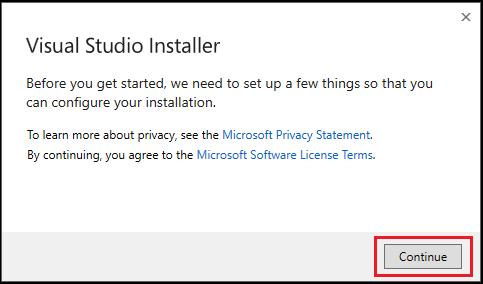 Visual Studio Installer
Before you get started, we need to set up a few things so that you
can configure your installation.
To learn more about privacy, see the Microsoft Privacy Statement.
By continuing, you agree to the Microsoft Software License Terms.
Continue